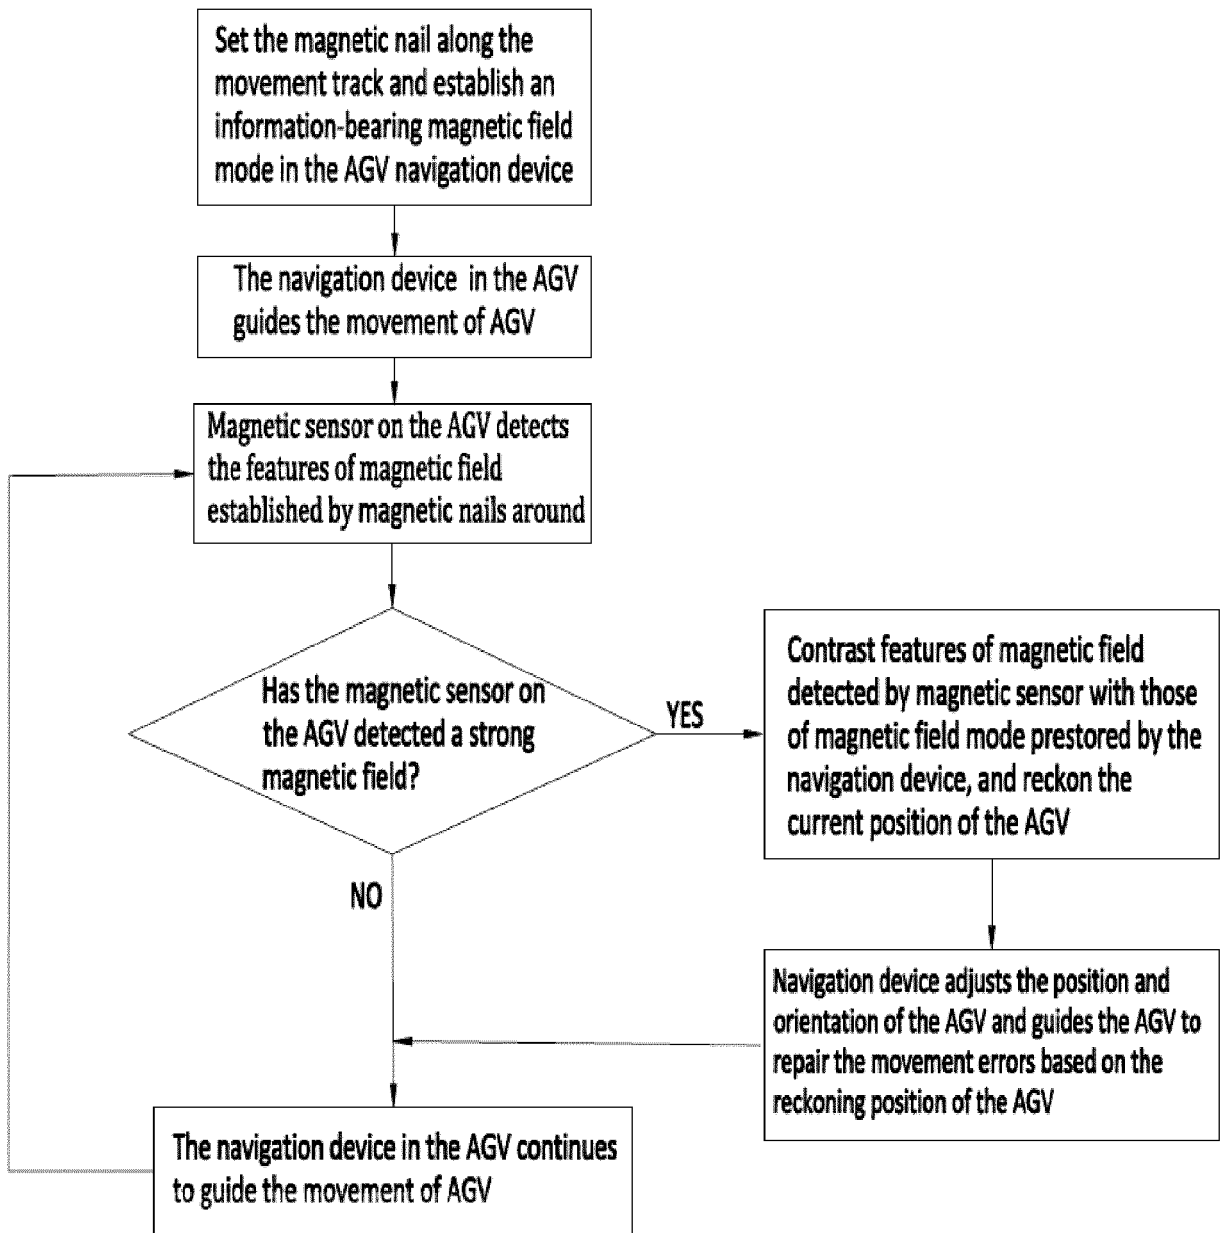 Set the magnetic nail along the
movement track and establish an
information-bearing magnetic field
mode in the AGV navigation device
The navigation device in the AGV
guides the movement of AGV
Magnetic sensor on the AGV detects
the features of magnetic field
established by magnetic nails around
Has the magnetic sensor on
the AGV detected a strong
magnetic field?
YES
Contrast features of magnetic field
detected by magnetic sensor with those
of magnetic field mode prestored by the
navigation device, and reckon the
current position of the AGV
NO
Navigation device adjusts the position and
orientation of the AGV and guides the AGV to
repair the movement errors based on the
reckoning position of the AGV
The navigation device in the AGV continues
to guide the movement of AGV